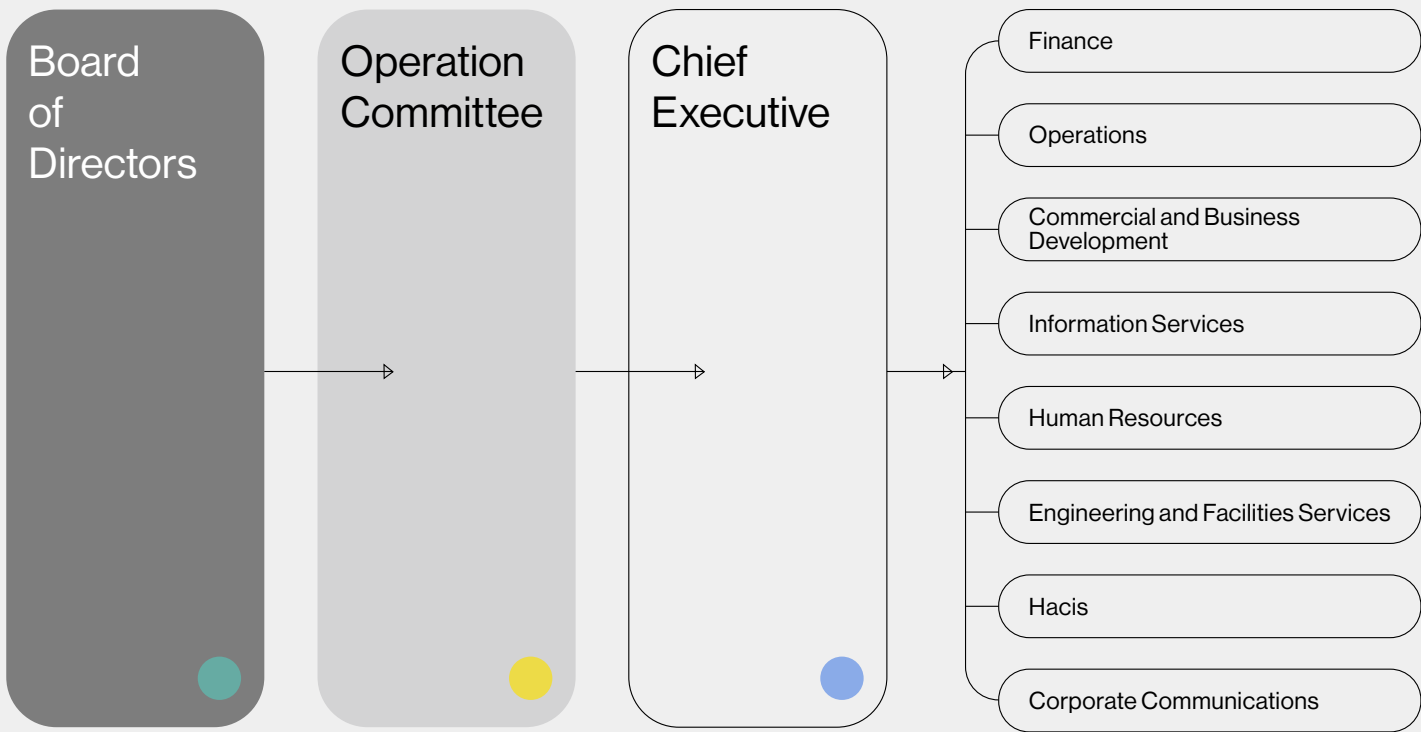 Board
of
Directors
Operation
Committee
Chief
Executive
Finance
Operations
Commercial and Business
Development
Information Services
Human Resources
Engineering and Facilities Services
Hacis
Corporate Communications